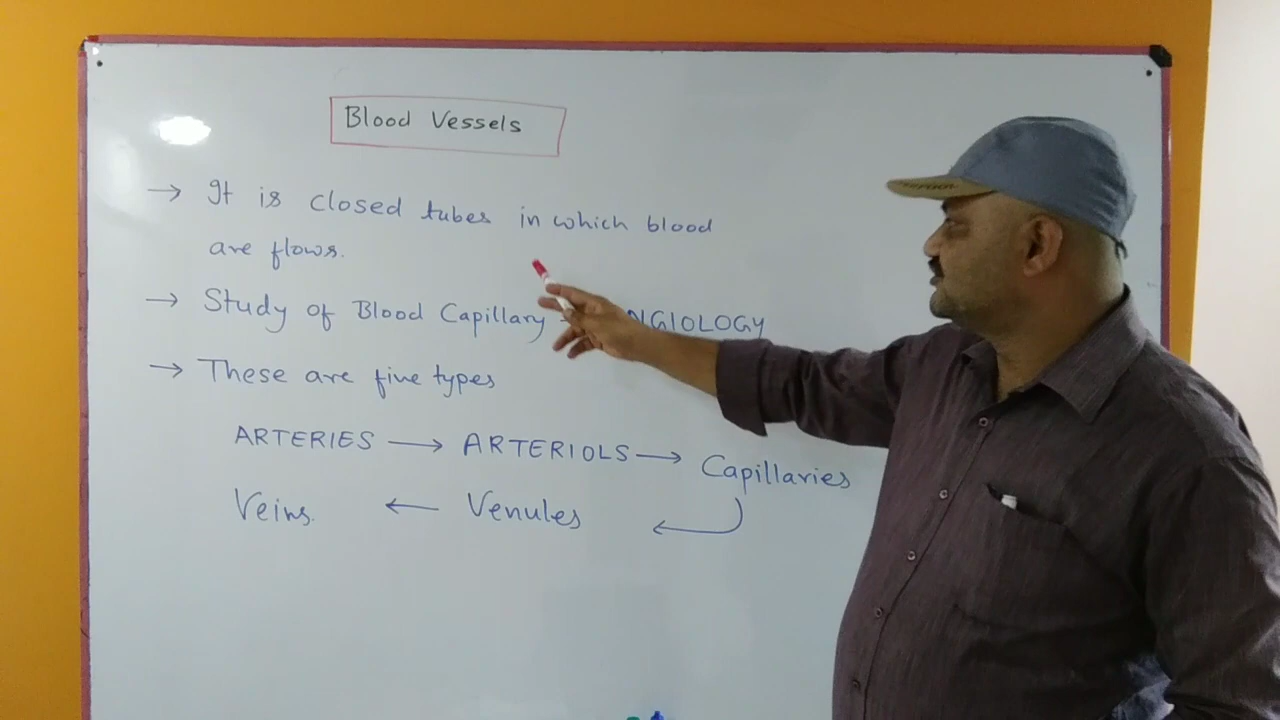 Blood Vessels
→ It is closed tubes in which blood
are flows.
→ Study of Blood Capillary - NGIOLOGY
→ These are five types
ARTERIES → ARTERIOLS → Capillaries
Veins. ← Venules ←